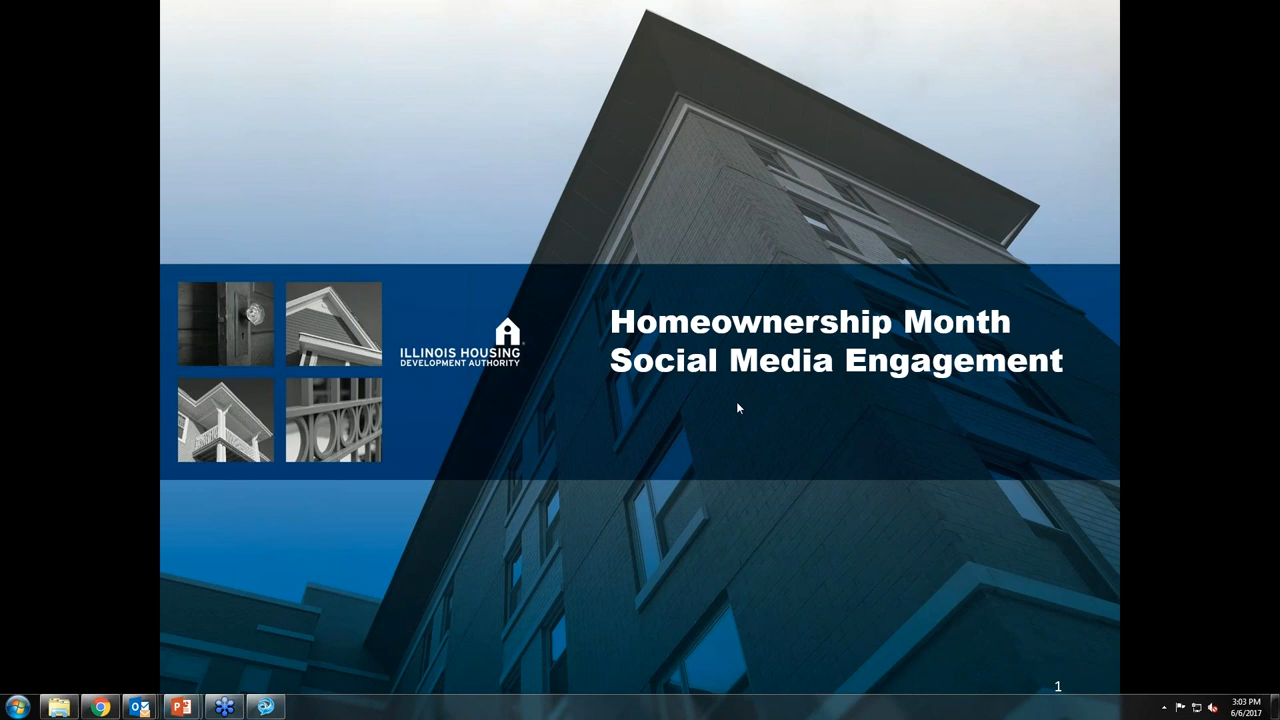 Homeownership Month
Social Media Engagement
ILLINOIS HOUSING
DEVELOPMENT AUTHORITY
1
3:03 PM
6/6/2017